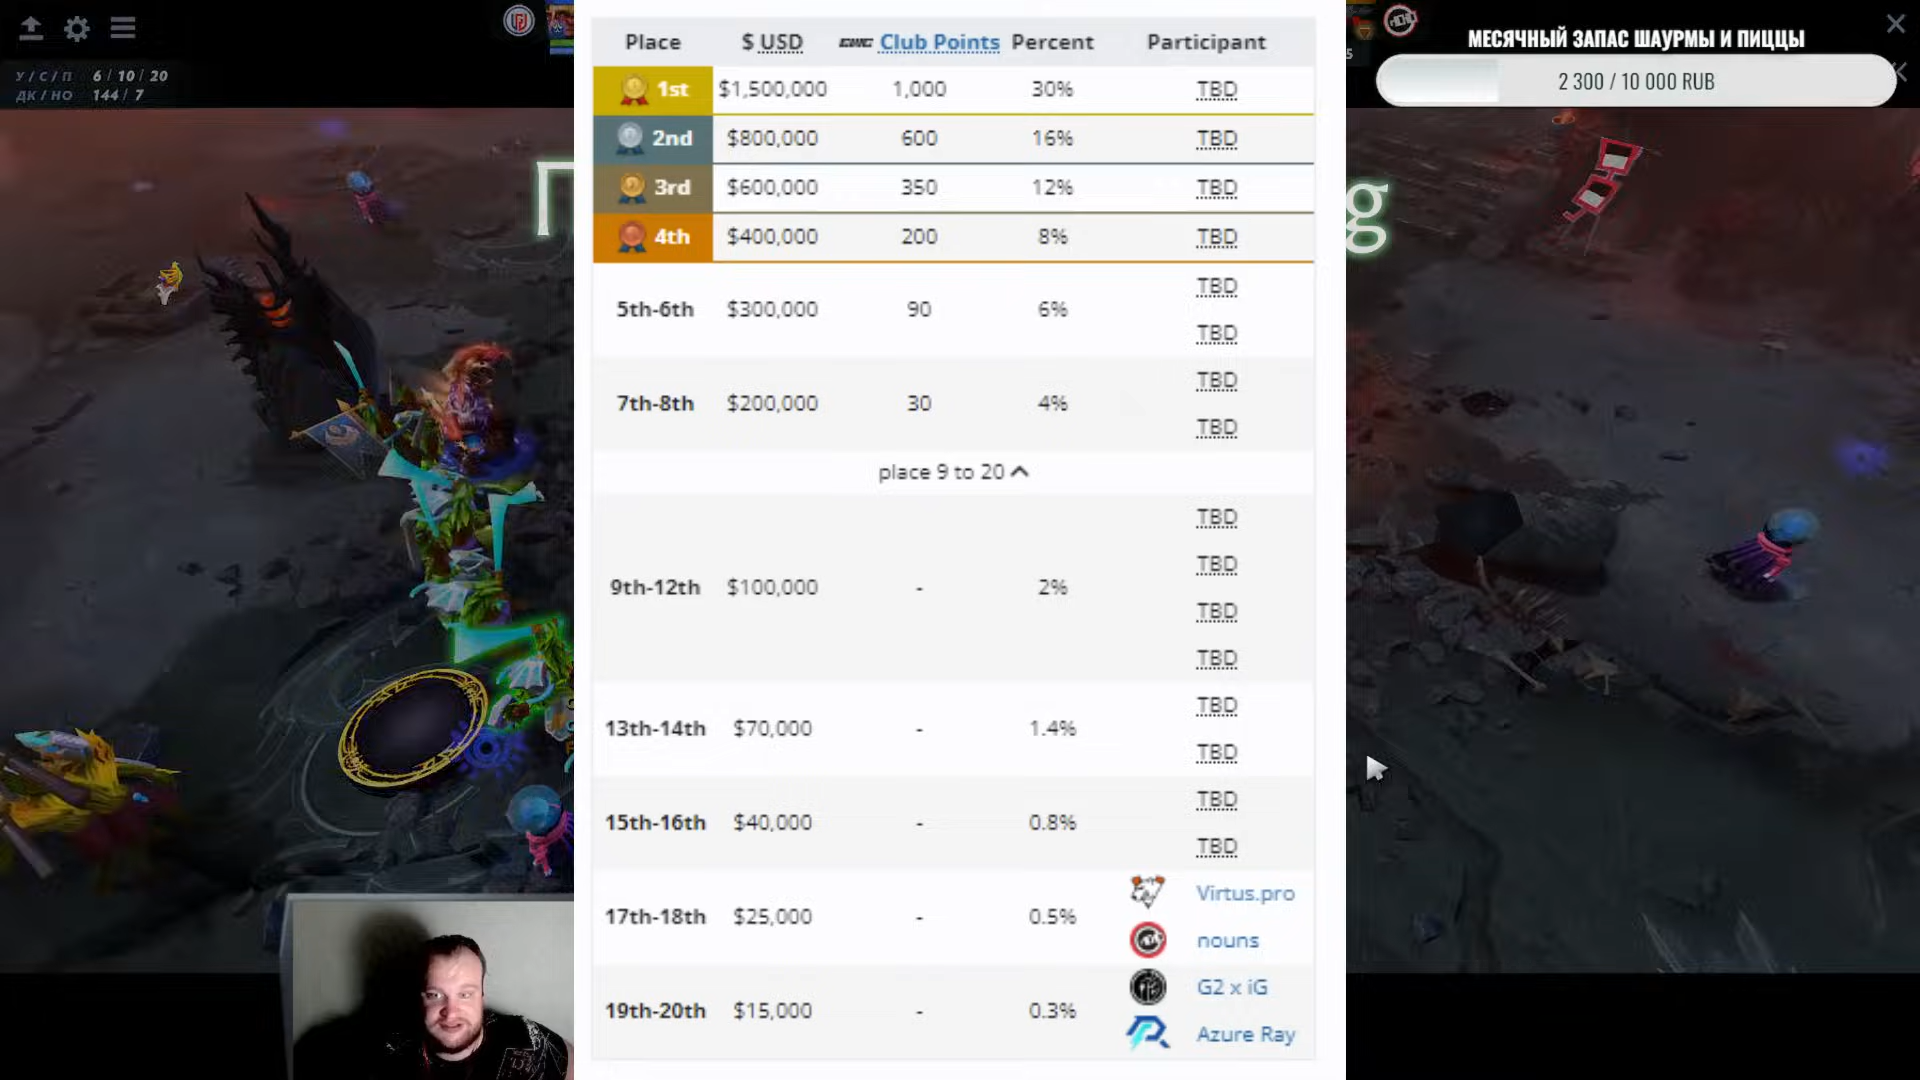 У / С / П 6 / 10 / 20
ДК / НО 144 / 7
П
Place $ USD EWC Club Points Percent Participant
1st $1,500,000 1,000 30% TBD
2nd $800,000 600 16% TBD
3rd $600,000 350 12% TBD
4th $400,000 200 8% TBD
5th-6th $300,000 90 6% TBD
TBD
7th-8th $200,000 30 4% TBD
TBD
place 9 to 20
9th-12th $100,000 - 2% TBD
TBD
TBD
TBD
13th-14th $70,000 - 1.4% TBD
TBD
15th-16th $40,000 - 0.8% TBD
TBD
17th-18th $25,000 - 0.5% Virtus.pro
nouns
19th-20th $15,000 - 0.3% G2 x iG
Azure Ray
5
МЕСЯЧНЫЙ ЗАПАС ШАУРМЫ И ПИЦЦЫ
2 300 / 10 000 RUB
g